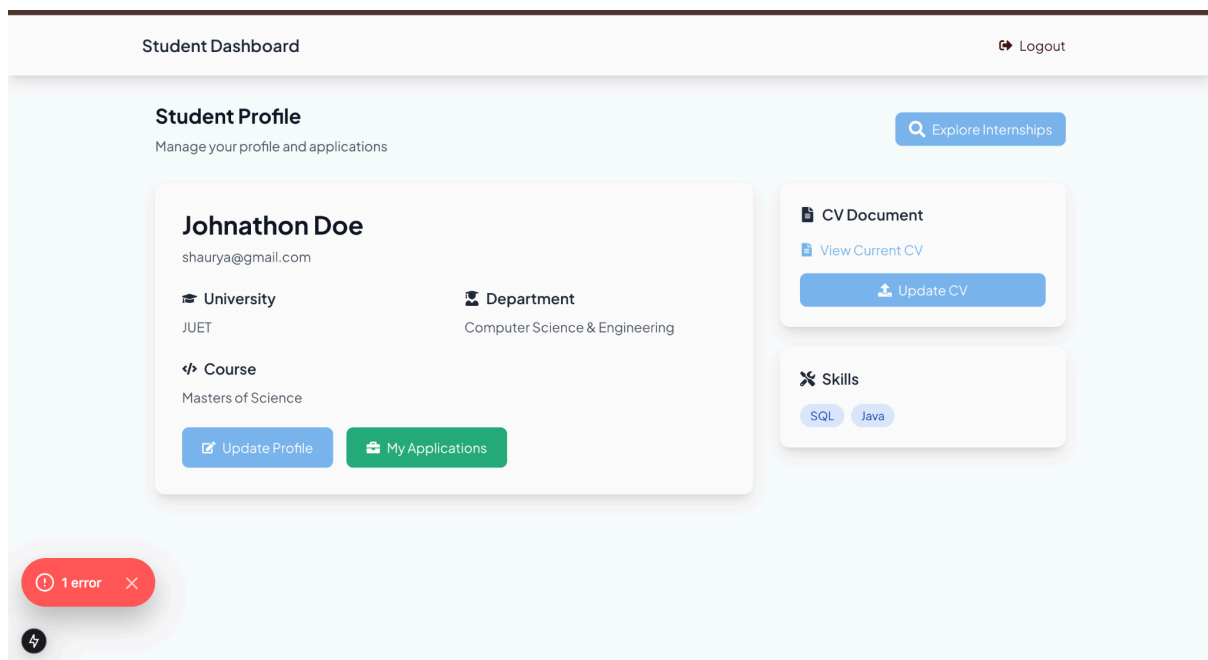 Student Dashboard
Logout
Student Profile
Manage your profile and applications
Explore Internships
Johnathon Doe
shaurya@gmail.com
University
JUET
Department
Computer Science & Engineering
Course
Masters of Science
Update Profile
My Applications
CV Document
View Current CV
Update CV
Skills
SQL Java
1 error